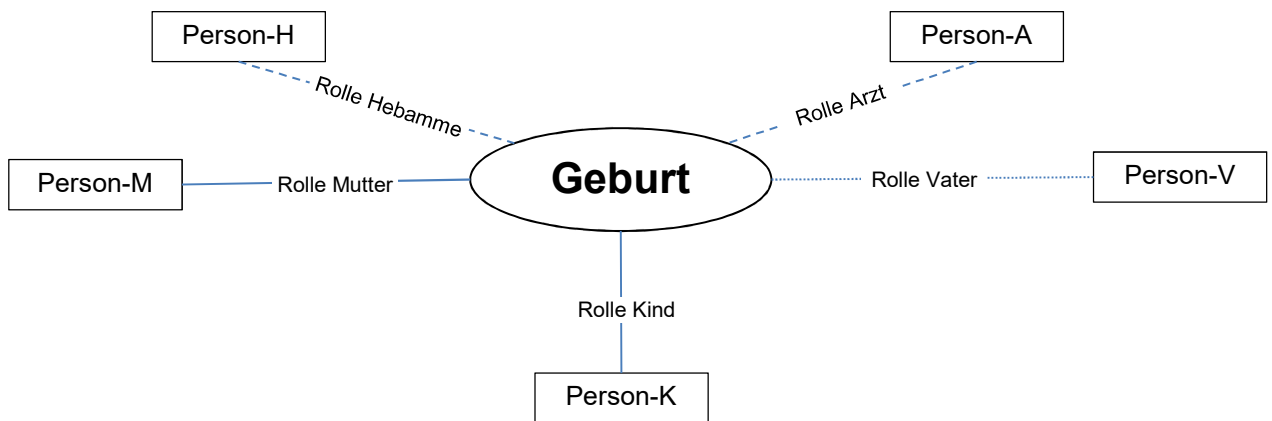 Person-H
Person-A
Rolle Hebamme
Rolle Arzt
Person-M
Rolle Mutter
Geburt
Rolle Vater
Person-V
Rolle Kind
Person-K